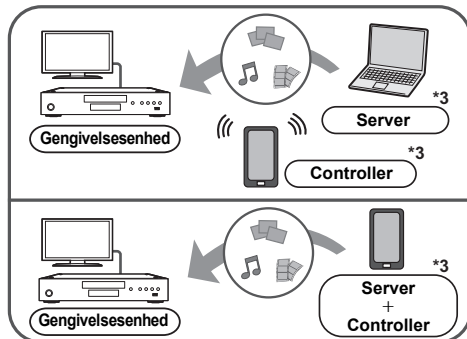 *3
Server
Gengivelsesenhed
*3
Controller
*3
Server
+
Controller
Gengivelsesenhed